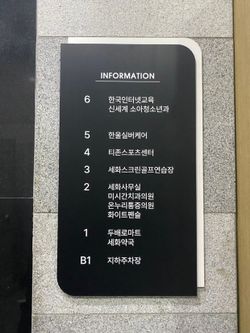 INFORMATION
6 한국인터넷교육
신세계 소아청소년과
5 한울실버케어
4 티존스포츠센터
3 세화스크린골프연습장
2 세화사무실
미시간치과의원
온누리통증의원
화이트펜슬
1 두배로마트
세화약국
B1 지하주차장